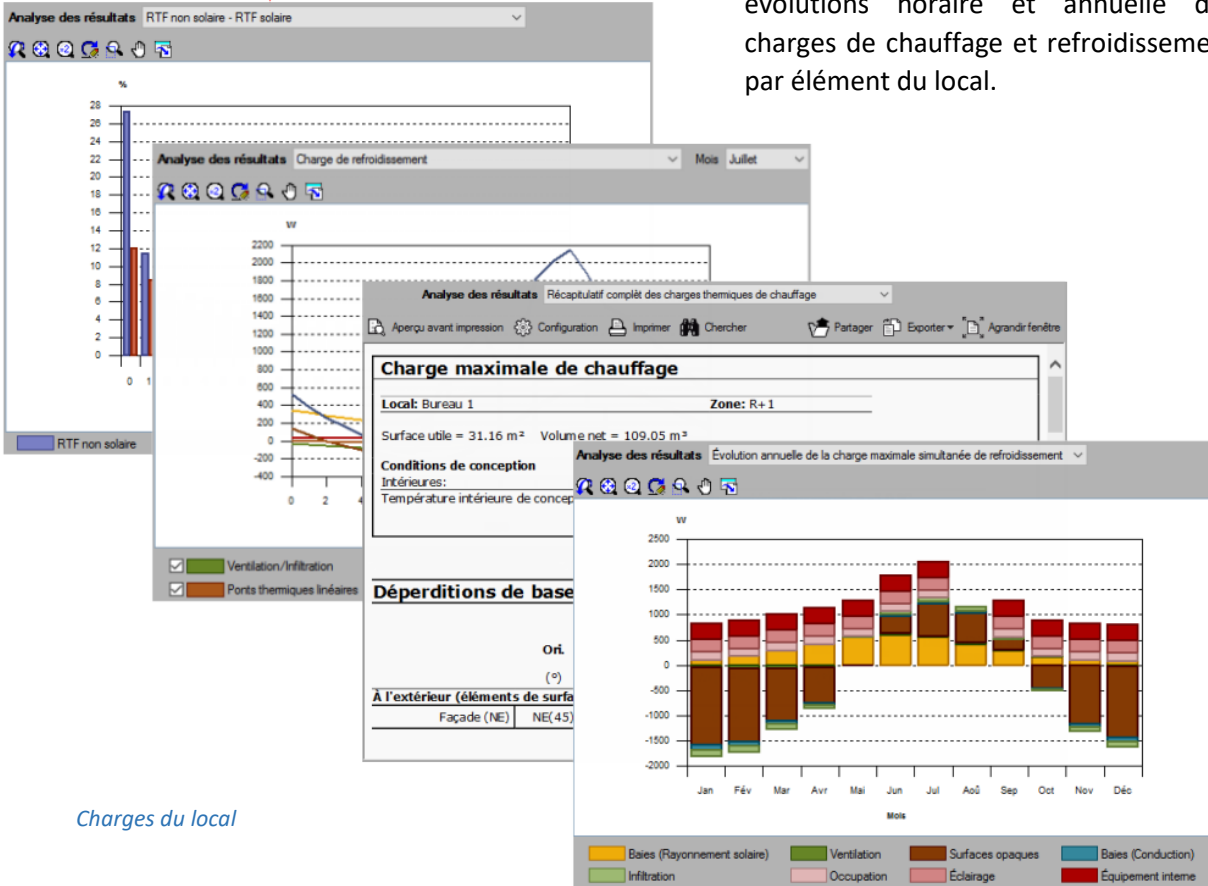 évolutions horaire et annuelle d
charges de chauffage et refroidisseme
par élément du local.
Analyse des résultats RTF non solaire - RTF solaire
%
28
26
24
22
20
18
16
14
12
10
8
6
4
2
0
0 1
RTF non solaire
Analyse des résultats Charge de refroidissement Mois Juillet
W
2200
2000
1800
1600
1400
1200
1000
800
600
400
200
0
-200
-400
0 2 4
Ventilation/Infiltration
Ponts thermiques linéaires
Analyse des résultats Récapitulatif complèt des charges thermiques de chauffage
Aperçu avant impression Configuration Imprimer Chercher Partager Exporter Agrandir fenêtre
Charge maximale de chauffage
Local: Bureau 1 Zone: R+1
Surface utile = 31.16 m² Volume net = 109.05 m³
Conditions de conception
Intérieures:
Température intérieure de concep
Déperditions de base
Ori.
(°)
À l'extérieur (éléments de surfa
Façade (NE) NE(45)
Analyse des résultats Évolution annuelle de la charge maximale simultanée de refroidissement
W
2500
2000
1500
1000
500
0
-500
-1000
-1500
-2000
Jan Fév Mar Avr Mai Jun Jul Aoû Sep Oct Nov Déc
Mois
Baies (Rayonnement solaire) Ventilation Surfaces opaques Baies (Conduction)
Infiltration Occupation Éclairage Équipement interne
Charges du local